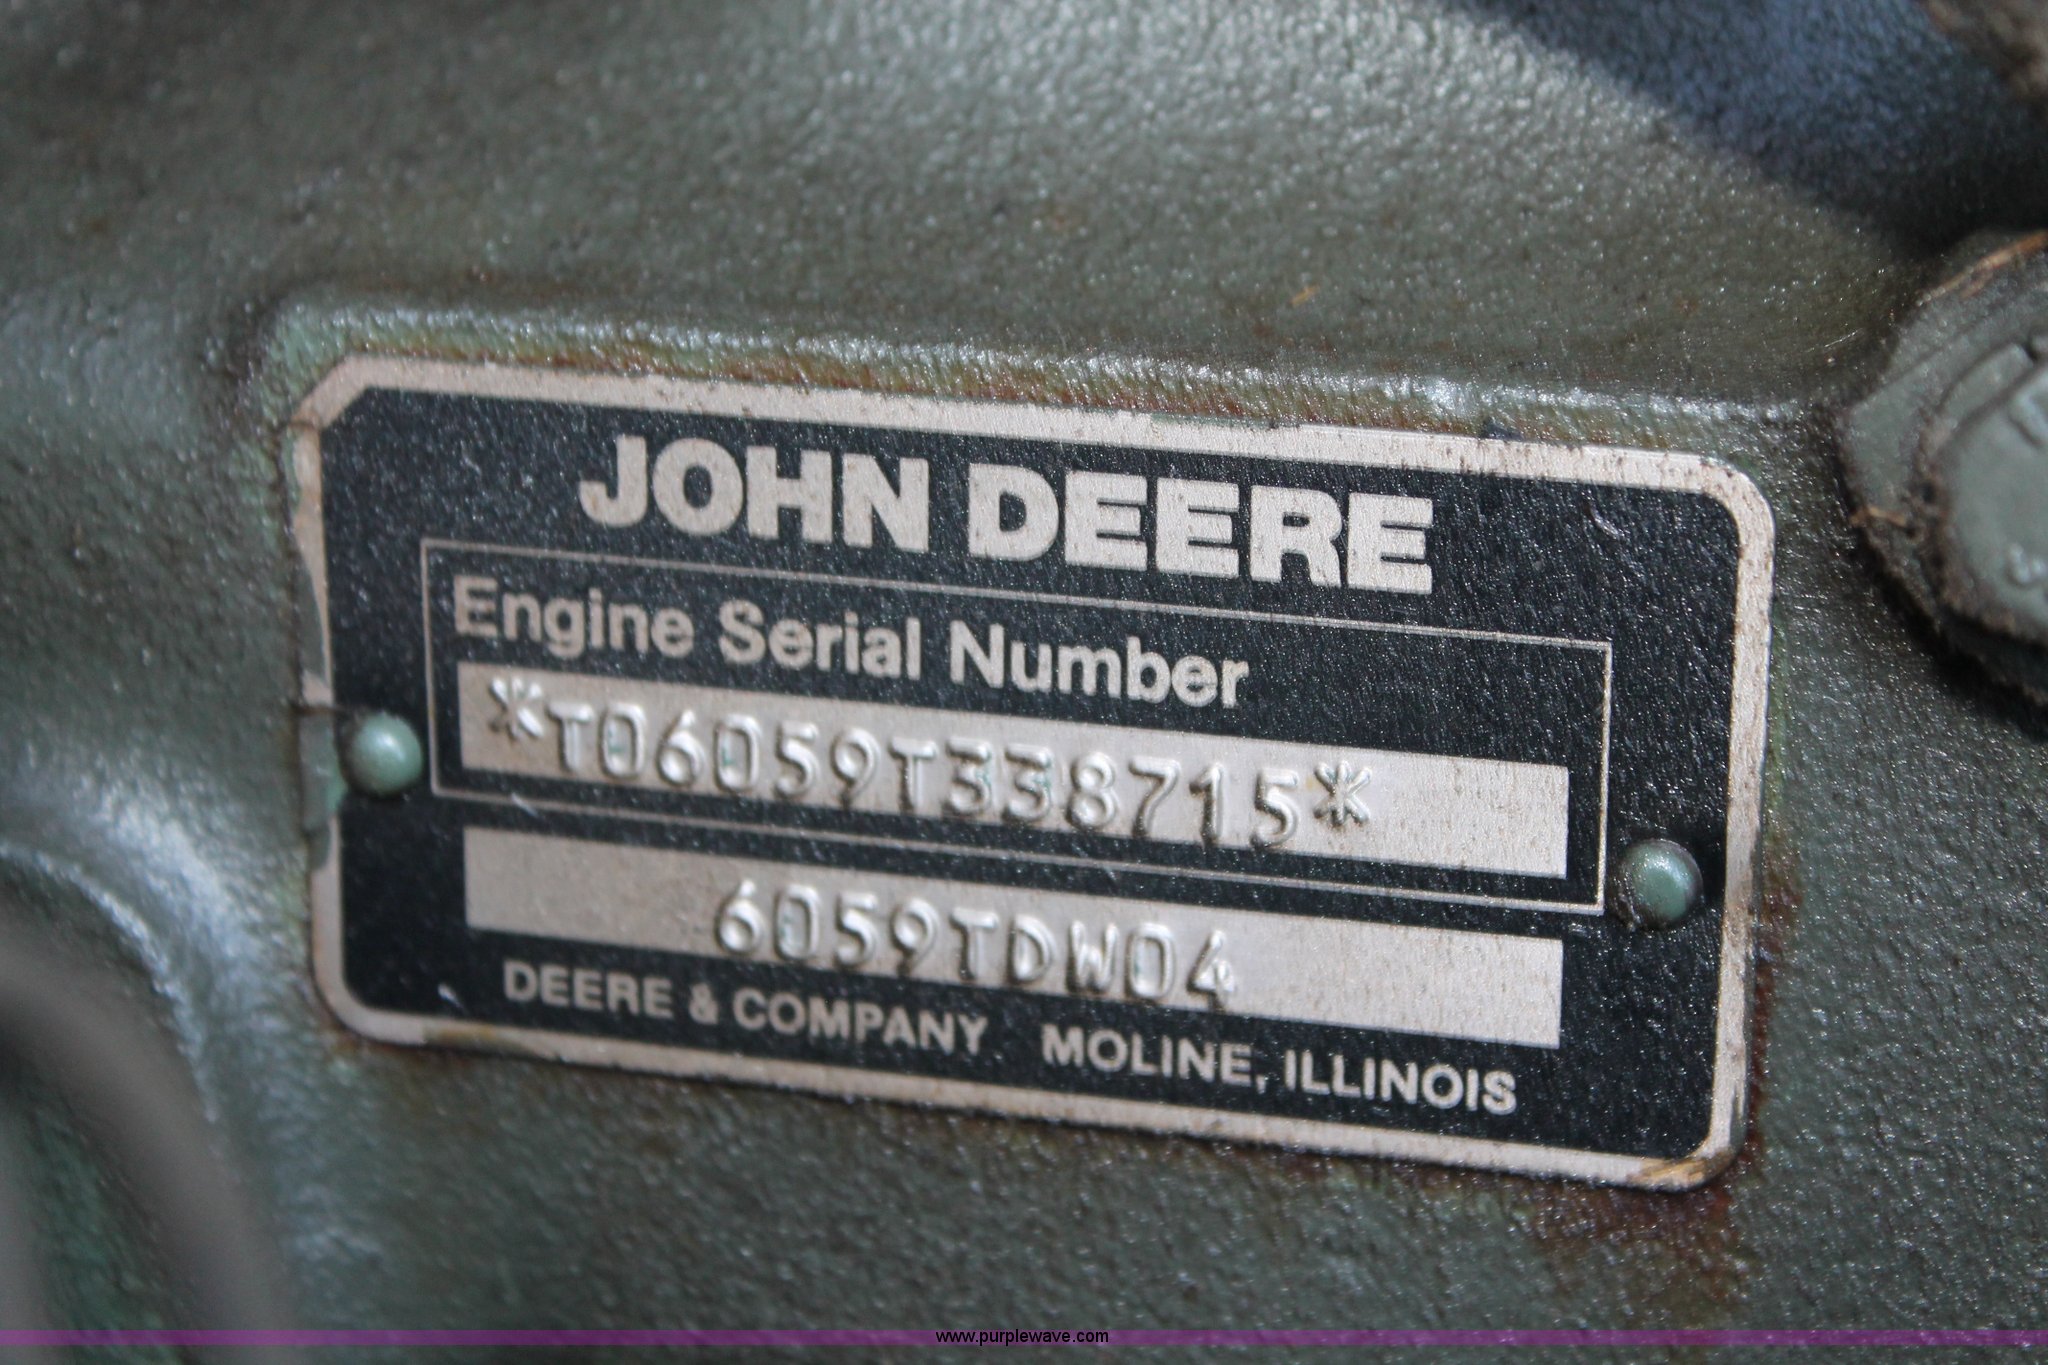 JOHN DEERE
Engine Serial Number
*T06059T338715*
6059TDW04
DEERE & COMPANY MOLINE, ILLINOIS
www.purplewave.com